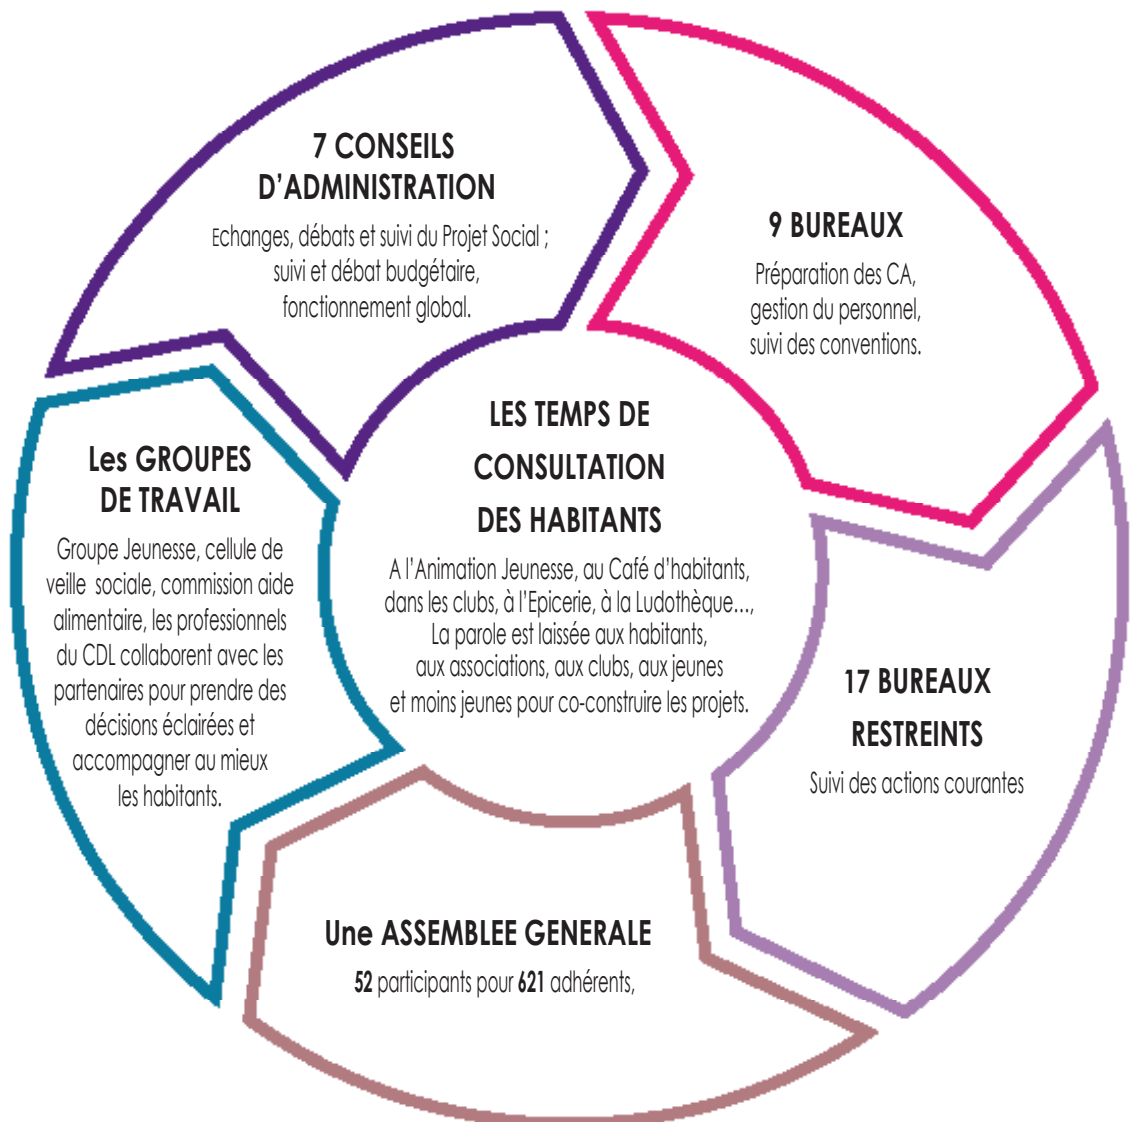 7 CONSEILS
D'ADMINISTRATION
Echanges, débats et suivi du Projet Social ;
suivi et débat budgétaire,
fonctionnement global.
9 BUREAUX
Préparation des CA,
gestion du personnel,
suivi des conventions.
17 BUREAUX
RESTREINTS
Suivi des actions courantes
Une ASSEMBLEE GENERALE
52 participants pour 621 adhérents,
Les GROUPES
DE TRAVAIL
Groupe Jeunesse, cellule de
veille sociale, commission aide
alimentaire, les professionnels
du CDL collaborent avec les
partenaires pour prendre des
décisions éclairées et
accompagner au mieux
les habitants.
LES TEMPS DE
CONSULTATION
DES HABITANTS
A l'Animation Jeunesse, au Café d'habitants,
dans les clubs, à l'Epicerie, à la Ludothèque...,
La parole est laissée aux habitants,
aux associations, aux clubs, aux jeunes
et moins jeunes pour co-construire les projets.